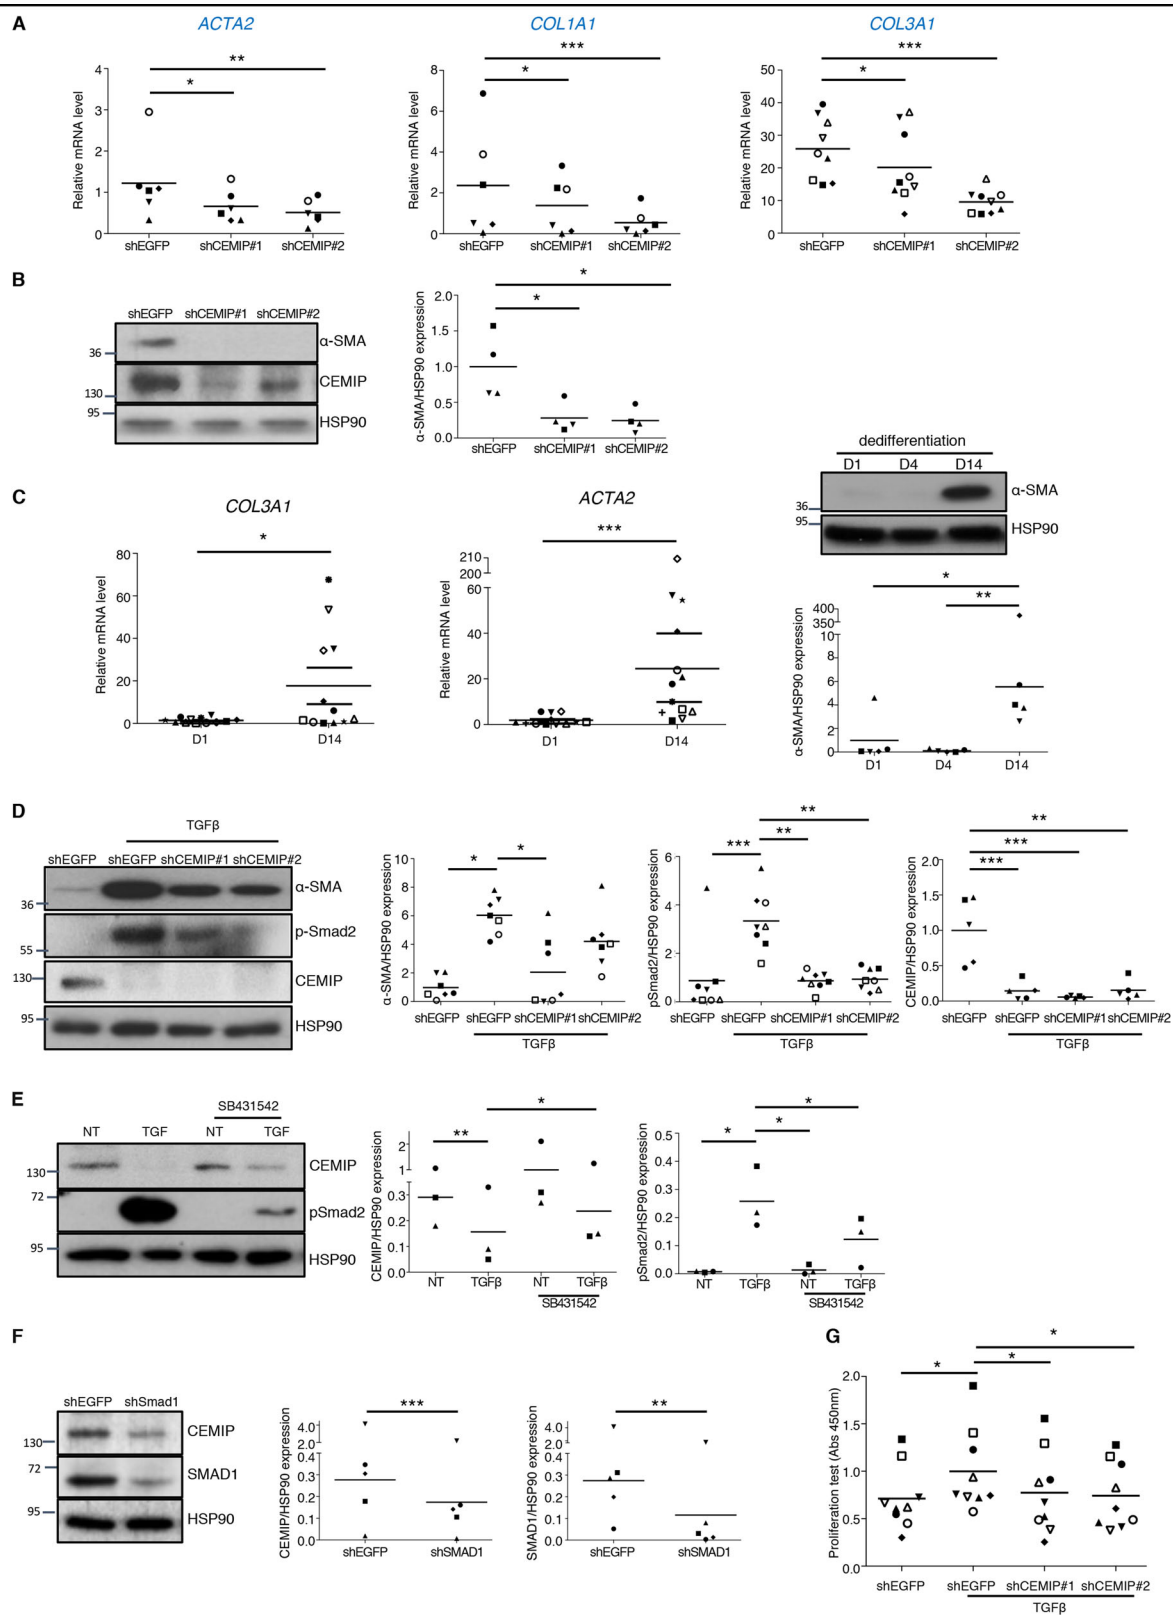 A
ACTA2
COL1A1
COL3A1
** * *** * *** *
Relative mRNA level
4
3
2
1
0
shEGFP shCEMIP#1 shCEMIP#2
Relative mRNA level
8
6
4
2
0
shEGFP shCEMIP#1 shCEMIP#2
Relative mRNA level
50
40
30
20
10
0
shEGFP shCEMIP#1 shCEMIP#2
B
shEGFP shCEMIP#1 shCEMIP#2
36 α-SMA
130 CEMIP
95 HSP90
* *
α-SMA/HSP90 expression
2.0
1.5
1.0
0.5
0.0
shEGFP shCEMIP#1 shCEMIP#2
C
COL3A1
*
Relative mRNA level
80
60
40
20
0
D1 D14
ACTA2
***
Relative mRNA level
210
200
60
40
20
0
D1 D14
dedifferentiation
D1 D4 D14
36 α-SMA
95 HSP90
*
**
α-SMA/HSP90 expression
400
350
10
8
6
4
2
0
D1 D4 D14
D
TGFβ
shEGFP shEGFP shCEMIP#1 shCEMIP#2
36 α-SMA
55 p-Smad2
130 CEMIP
95 HSP90
* *
α-SMA/HSP90 expression
10
8
6
4
2
0
shEGFP shEGFP shCEMIP#1 shCEMIP#2
TGFβ
**
*** **
pSmad2/HSP90 expression
6
4
2
0
shEGFP shEGFP shCEMIP#1 shCEMIP#2
TGFβ
**
***
***
CEMIP/HSP90 expression
2.0
1.5
1.0
0.5
0.0
shEGFP shEGFP shCEMIP#1 shCEMIP#2
TGFβ
E
SB431542
NT TGF NT TGF
130 CEMIP
72 pSmad2
95 HSP90
*
**
CEMIP/HSP90 expression
2
1
0.3
0.2
0.1
0.0
NT TGFβ NT TGFβ
SB431542
*
* *
pSmad2/HSP90 expression
0.5
0.4
0.3
0.2
0.1
0.0
NT TGFβ NT TGFβ
SB431542
F
shEGFP shSmad1
130 CEMIP
72 SMAD1
95 HSP90
***
CEMIP/HSP90 expression
4.0
2.0
0.4
0.3
0.2
0.1
0
shEGFP shSMAD1
**
SMAD1/HSP90 expression
4.0
2.0
0.4
0.3
0.2
0.1
0
shEGFP shSMAD1
G
*
* *
Proliferation test (Abs 450nm)
2.0
1.5
1.0
0.5
0.0
shEGFP shEGFP shCEMIP#1 shCEMIP#2
TGFβ